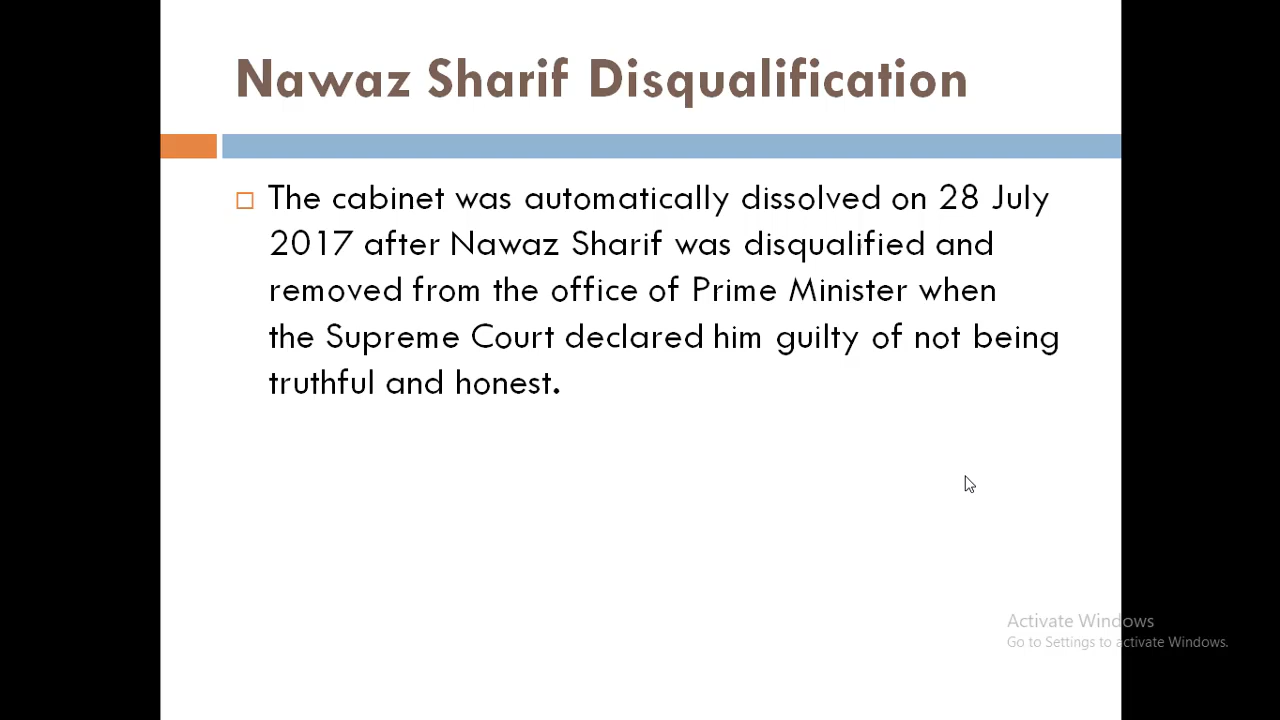 Nawaz Sharif Disqualification
The cabinet was automatically dissolved on 28 July
2017 after Nawaz Sharif was disqualified and
removed from the office of Prime Minister when
the Supreme Court declared him guilty of not being
truthful and honest.
Activate Windows
Go to Settings to activate Windows.